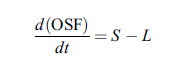 d(OSF)/dt = S − L